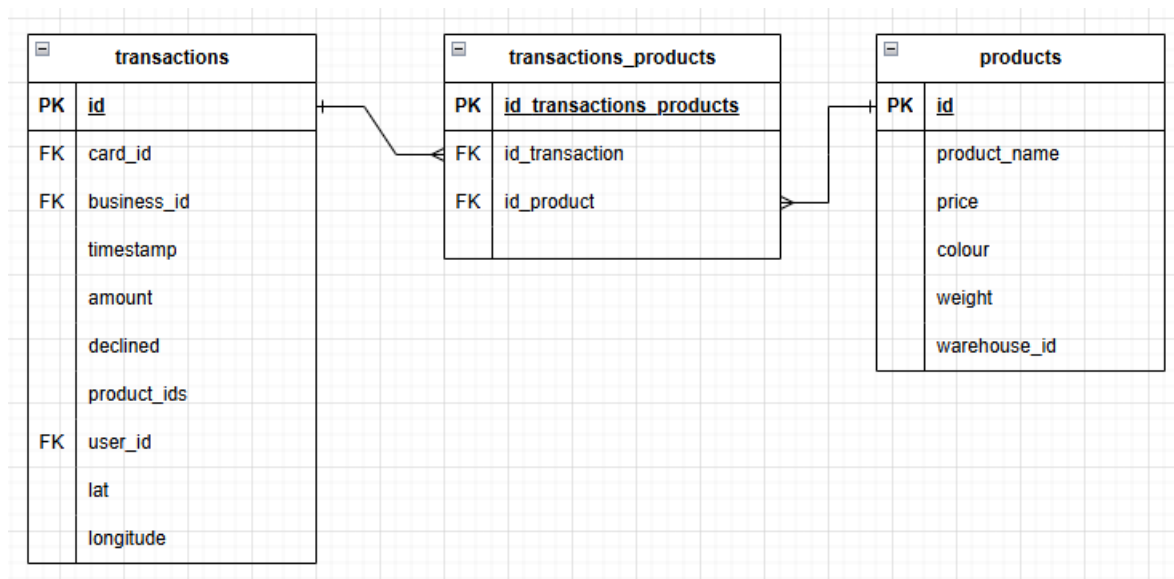 transactions
PK id
FK card_id
FK business_id
timestamp
amount
declined
product_ids
FK user_id
lat
longitude
transactions_products
PK id_transactions_products
FK id_transaction
FK id_product
products
PK id
product_name
price
colour
weight
warehouse_id